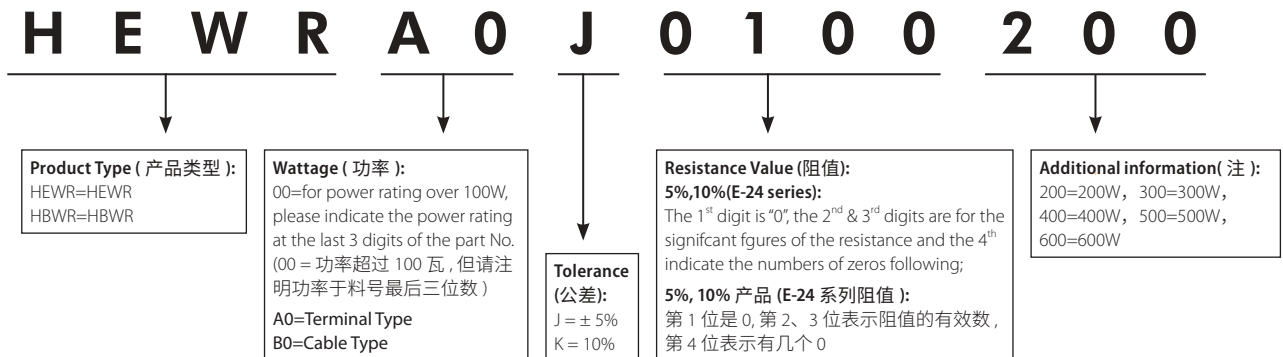 H E W R A 0 J 0 1 0 0 2 0 0
Product Type ( 产品类型 ):
HEWR=HEWR
HBWR=HBWR
Wattage ( 功率 ):
00=for power rating over 100W,
please indicate the power rating
at the last 3 digits of the part No.
(00 = 功率超过 100 瓦 , 但请注
明功率于料号最后三位数 )
A0=Terminal Type
B0=Cable Type
Tolerance
(公差):
J = ± 5%
K = 10%
Resistance Value (阻值):
5%,10%(E-24 series):
The 1st digit is “0”, the 2nd & 3rd digits are for the
signifcant fgures of the resistance and the 4th
indicate the numbers of zeros following;
5%, 10% 产品 (E-24 系列阻值 ):
第 1 位是 0, 第 2、3 位表示阻值的有效数 ,
第 4 位表示有几个 0
Additional information( 注 ):
200=200W，300=300W，
400=400W，500=500W，
600=600W